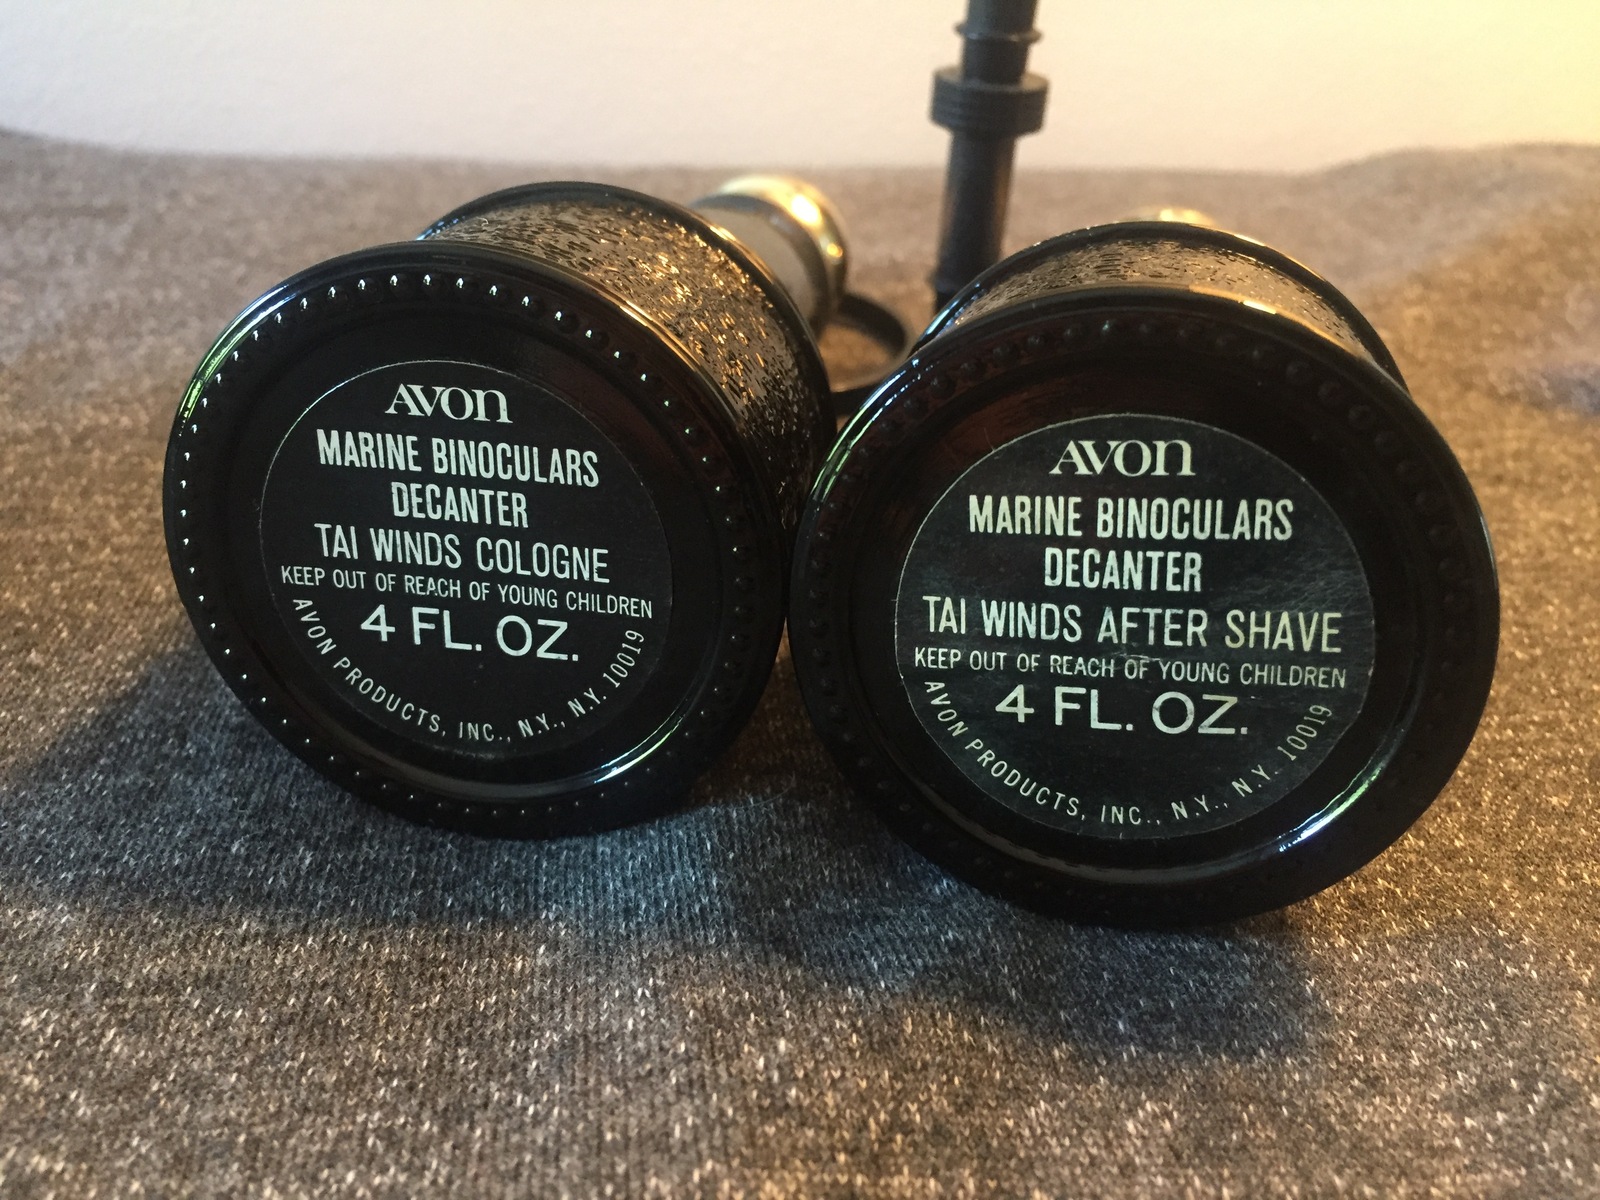 AVON
MARINE BINOCULARS
DECANTER
TAI WINDS COLOGNE
KEEP OUT OF REACH OF YOUNG CHILDREN
4 FL. OZ.
AVON PRODUCTS, INC., N.Y., N.Y. 10019
AVON
MARINE BINOCULARS
DECANTER
TAI WINDS AFTER SHAVE
KEEP OUT OF REACH OF YOUNG CHILDREN
4 FL. OZ.
AVON PRODUCTS, INC., N.Y., N.Y. 10019